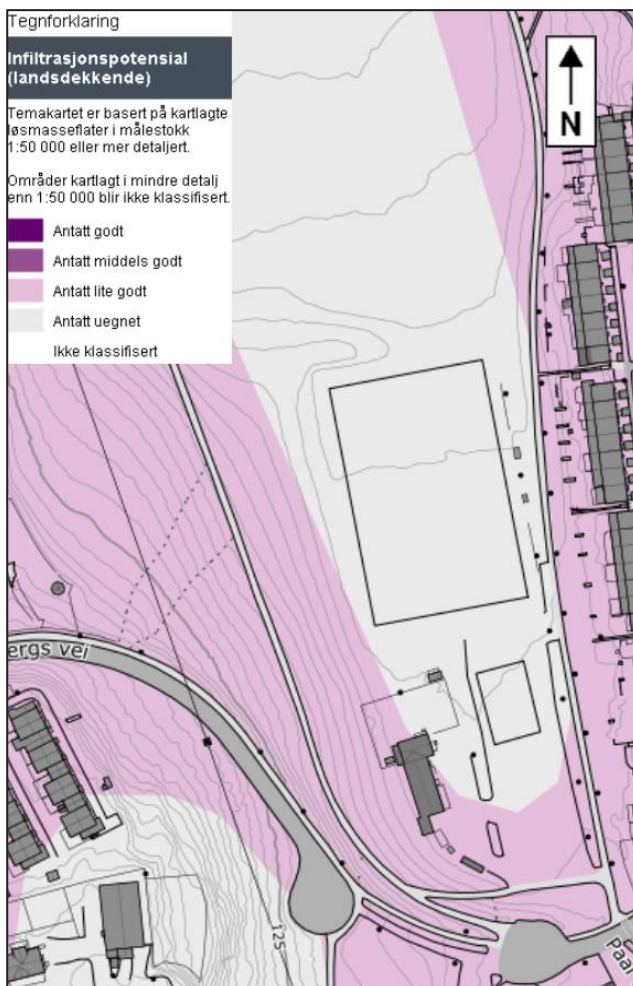 Tegnforklaring
Infiltrasjonspotensial
(landsdekkende)
Temakartet er basert på kartlagte
løsmasseflater i målestokk
1:50 000 eller mer detaljert.
Områder kartlagt i mindre detalj
enn 1:50 000 blir ikke klassifisert.
Antatt godt
Antatt middels godt
Antatt lite godt
Antatt uegnet
Ikke klassifisert
N
ergs vei
125
Paal